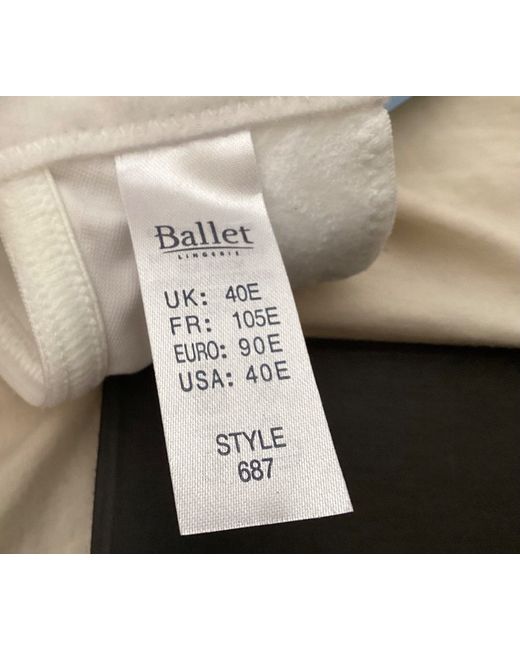 Ballet
LINGERIE
UK: 40E
FR: 105E
EURO: 90E
USA: 40E
STYLE
687